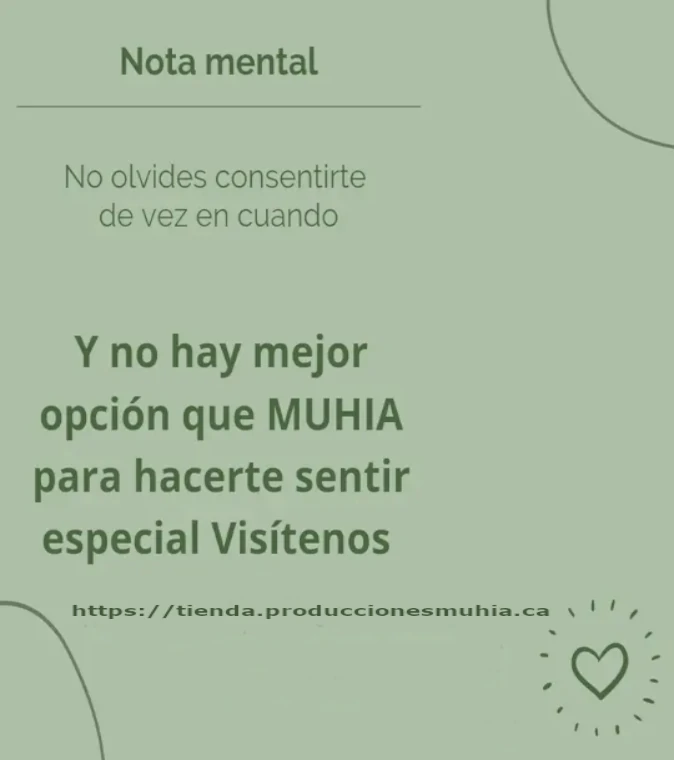 Nota mental
No olvides consentirte
de vez en cuando
Y no hay mejor
opción que MUHIA
para hacerte sentir
especial Visítenos
https://tienda.produccionesmuhia.ca